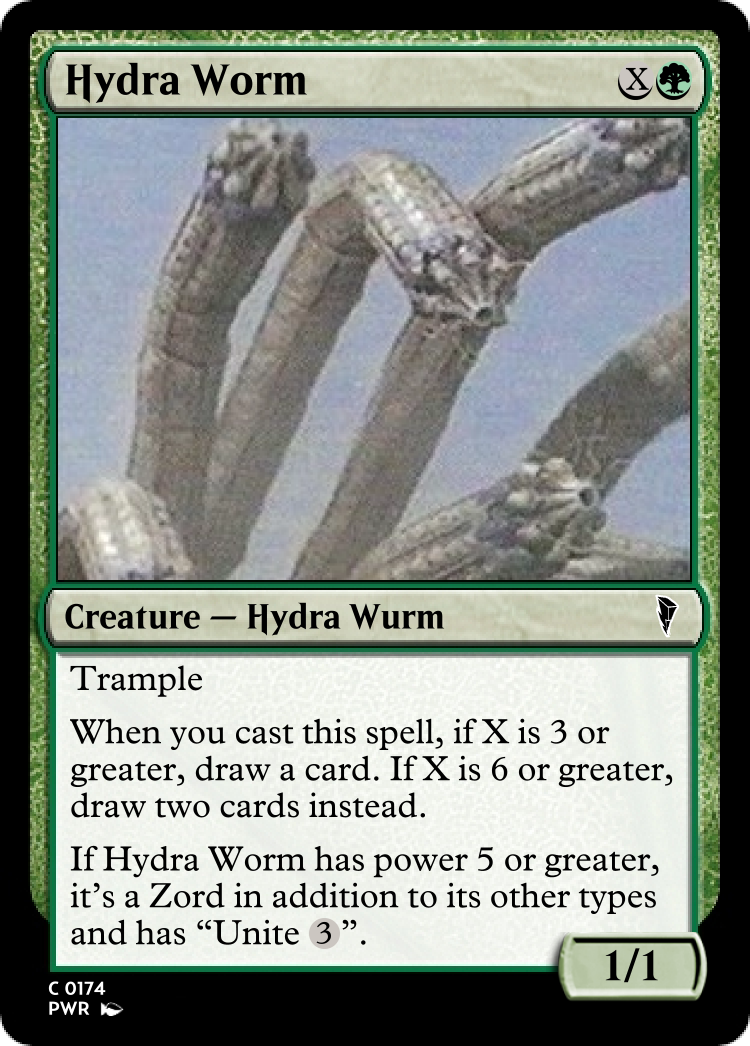 Hydra Worm X
Creature — Hydra Wurm
Trample
When you cast this spell, if X is 3 or
greater, draw a card. If X is 6 or greater,
draw two cards instead.
If Hydra Worm has power 5 or greater,
it's a Zord in addition to its other types
and has “Unite 3”.
1/1
C 0174
PWR